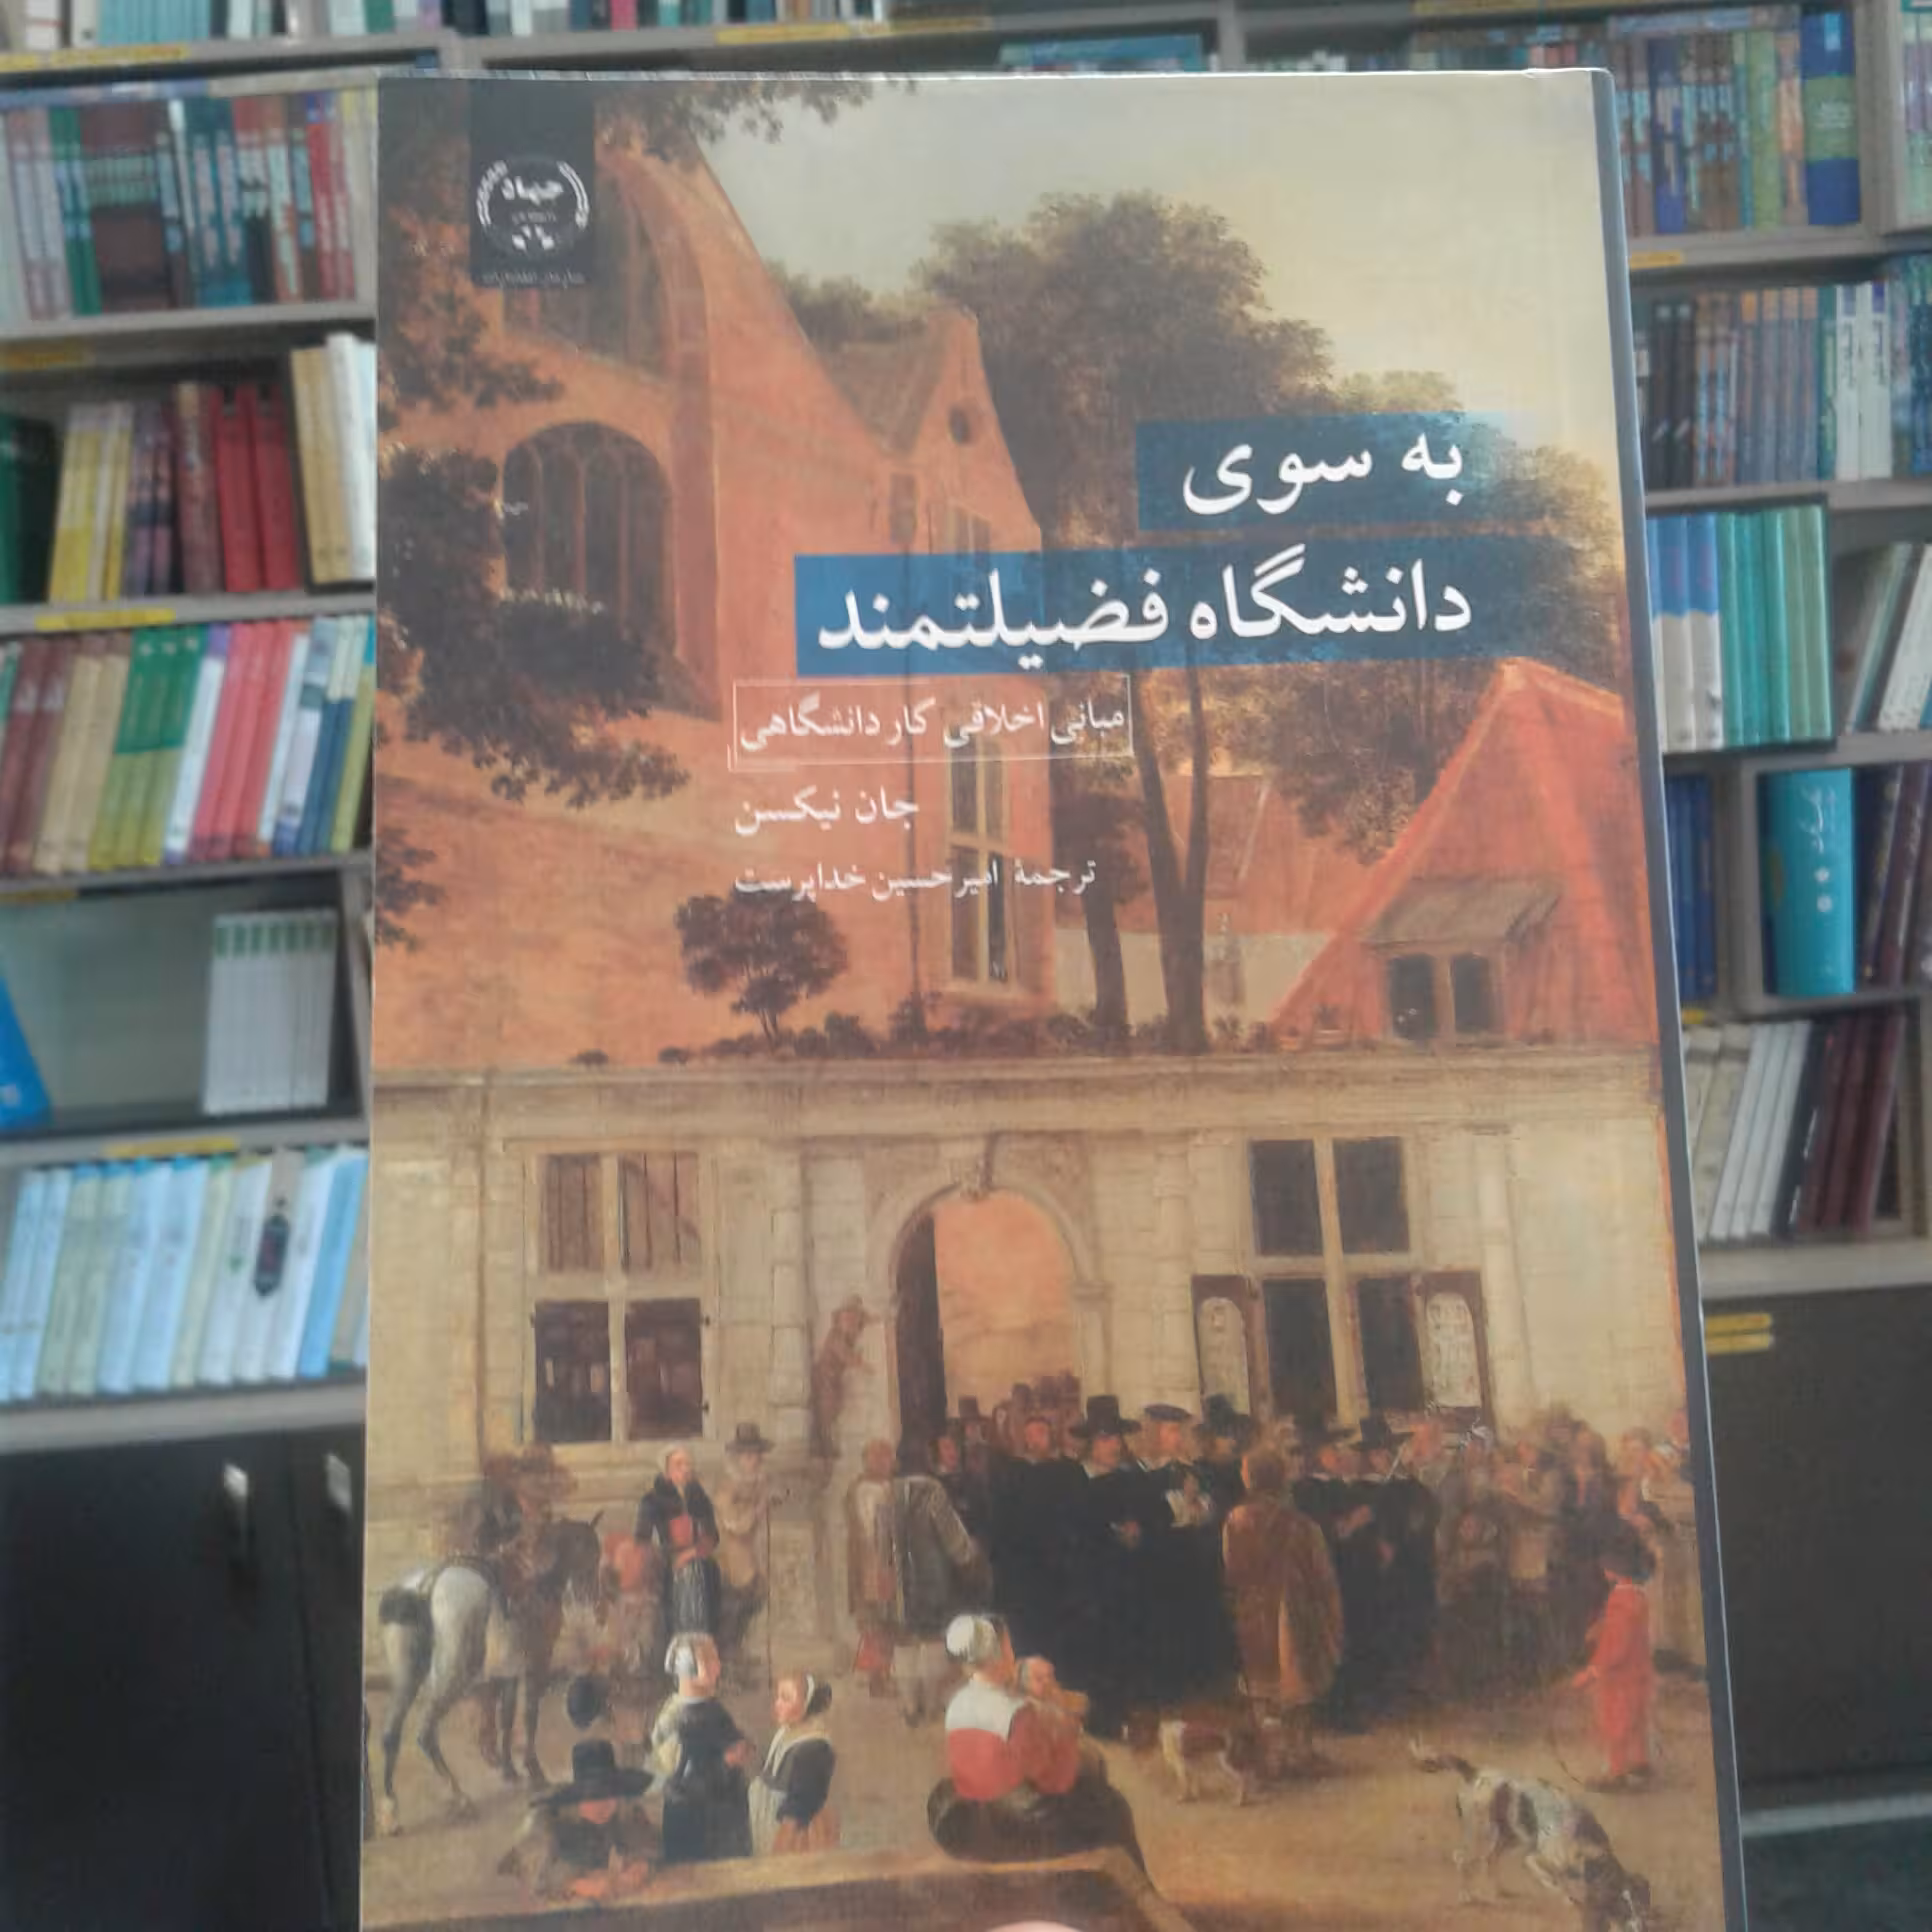 جهاد
به سوی
دانشگاه فضیلتمند
مبانی اخلاقی کار دانشگاهی
جان نیکسن
ترجمهٔ امیرحسین خداپرست